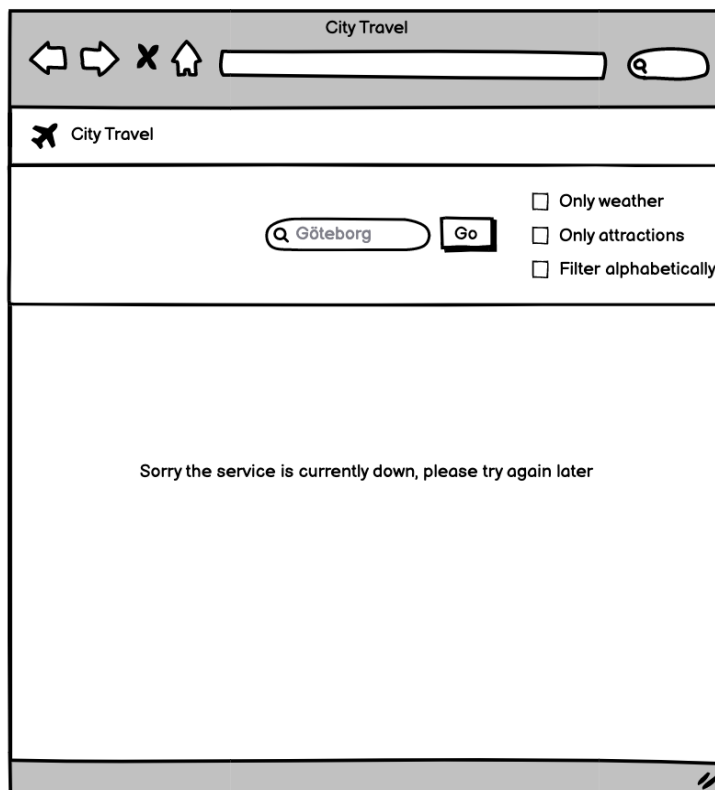 City Travel
City Travel
Only weather
Göteborg
Go
Only attractions
Filter alphabetically
Sorry the service is currently down, please try again later